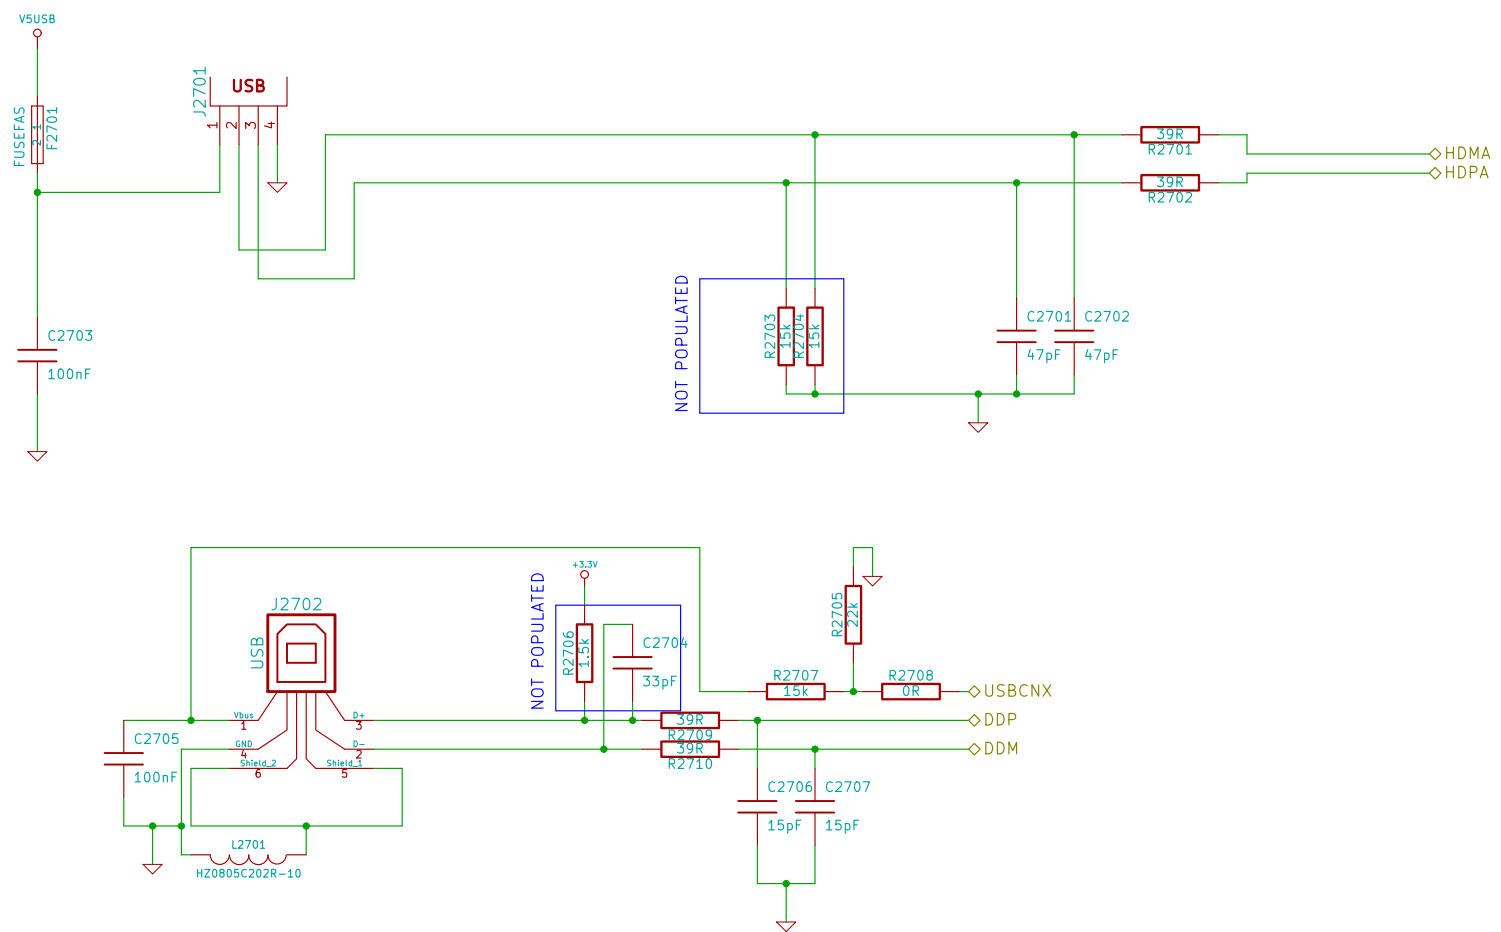 V5USB
FUSEFAS
2 1
F2701
J2701
USB
1 2 3 4
39R
R2701
39R
R2702
HDMA
HDPA
NOT POPULATED
R2703
15k
R2704
15k
C2701
47pF
C2702
47pF
C2703
100nF
J2702
USB
Vbus
1
GND
4
Shield_2
6
D+
3
D-
2
Shield_1
5
C2705
100nF
L2701
HZ0805C202R-10
NOT POPULATED
+3.3V
R2706
1.5k
C2704
33pF
39R
R2709
39R
R2710
R2705
22k
R2707
15k
R2708
0R
USBCNX
DDP
DDM
C2706
15pF
C2707
15pF